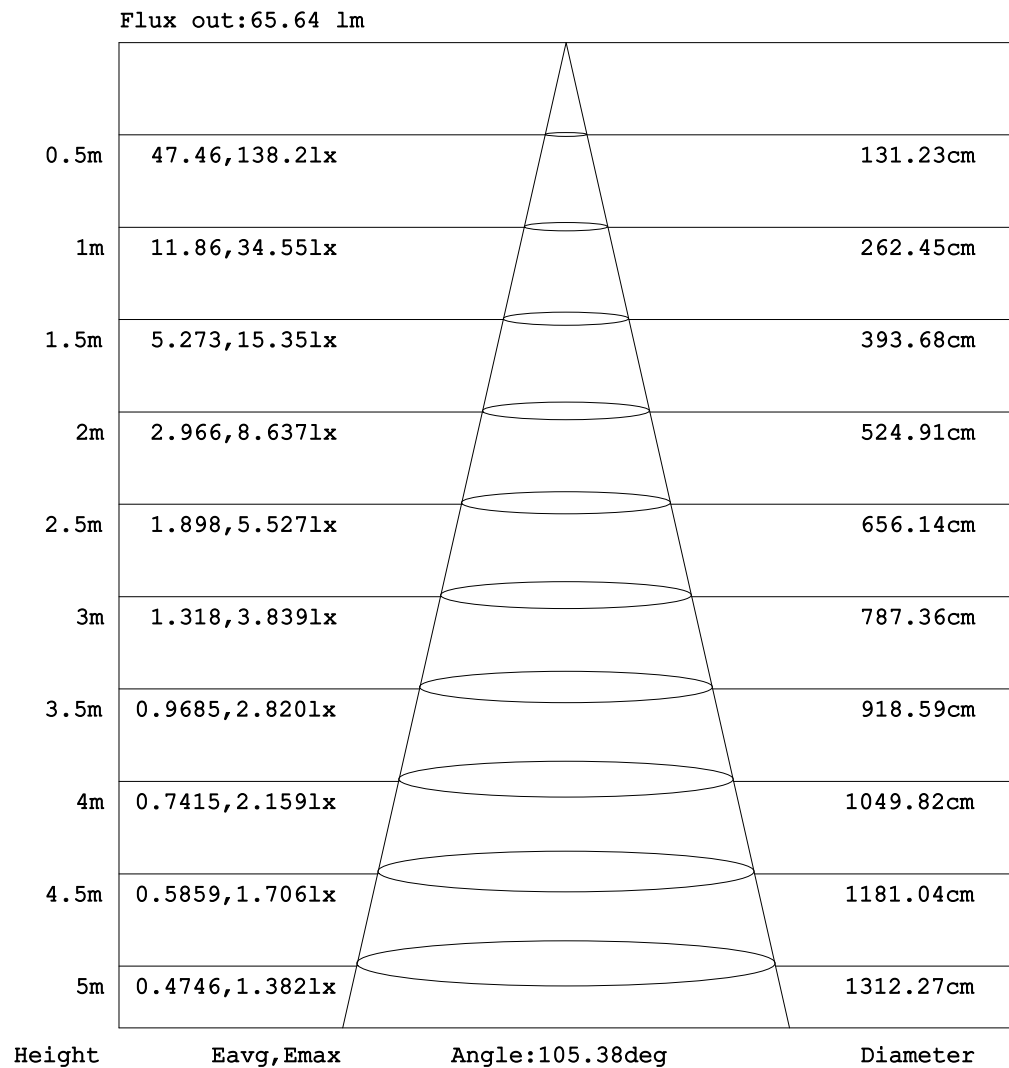 Flux out:65.64 lm
0.5m 47.46,138.2lx 131.23cm
1m 11.86,34.55lx 262.45cm
1.5m 5.273,15.35lx 393.68cm
2m 2.966,8.637lx 524.91cm
2.5m 1.898,5.527lx 656.14cm
3m 1.318,3.839lx 787.36cm
3.5m 0.9685,2.820lx 918.59cm
4m 0.7415,2.159lx 1049.82cm
4.5m 0.5859,1.706lx 1181.04cm
5m 0.4746,1.382lx 1312.27cm
Height Eavg,Emax Angle:105.38deg Diameter